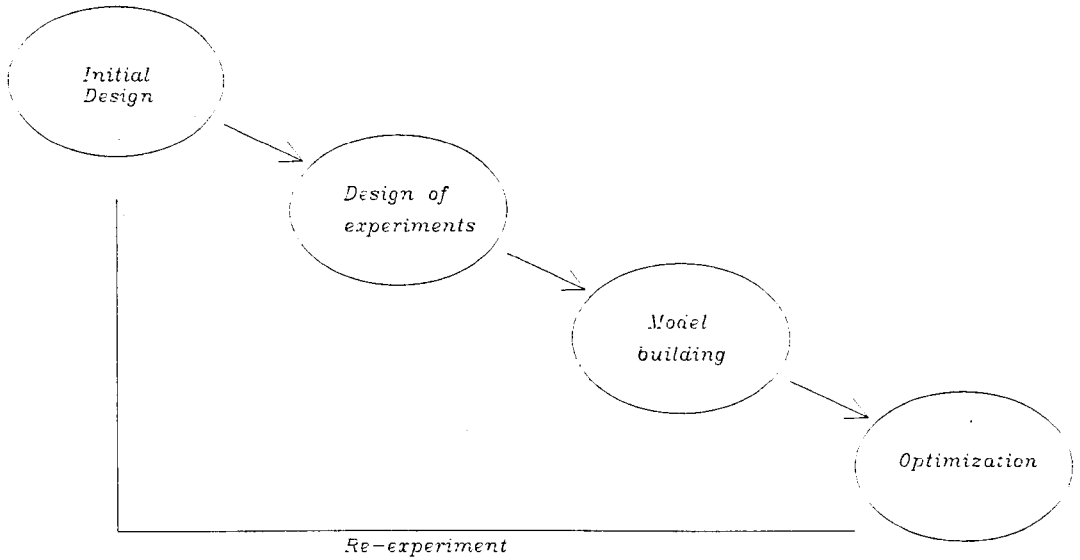 Initial
Design
Design of
experiments
Model
building
Optimization
Re-experiment